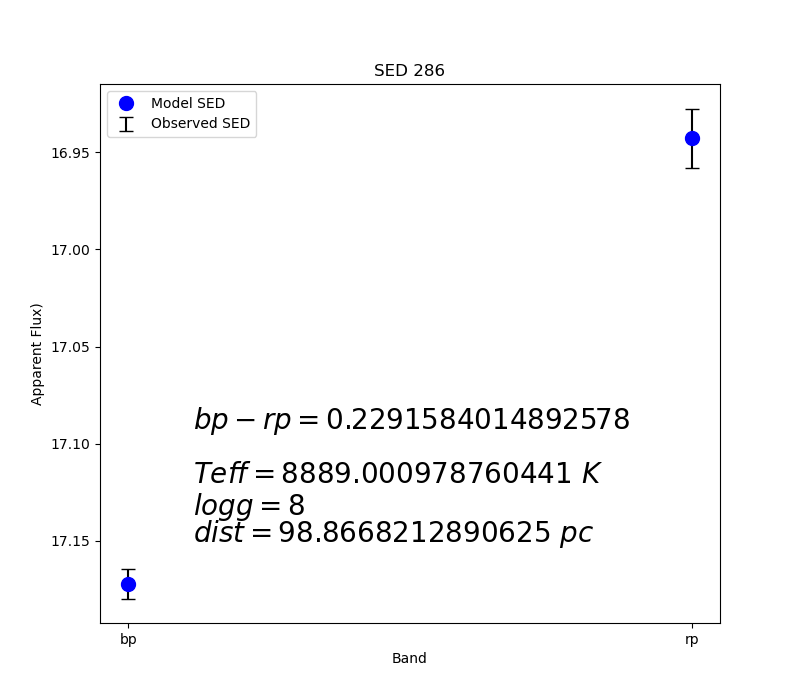 SED 286
Model SED
Observed SED
16.95
17.00
17.05
17.10
17.15
Apparent Flux)
bp − rp = 0.2291584014892578
Teff = 8889.000978760441 K
logg = 8
dist = 98.8668212890625 pc
bp
rp
Band